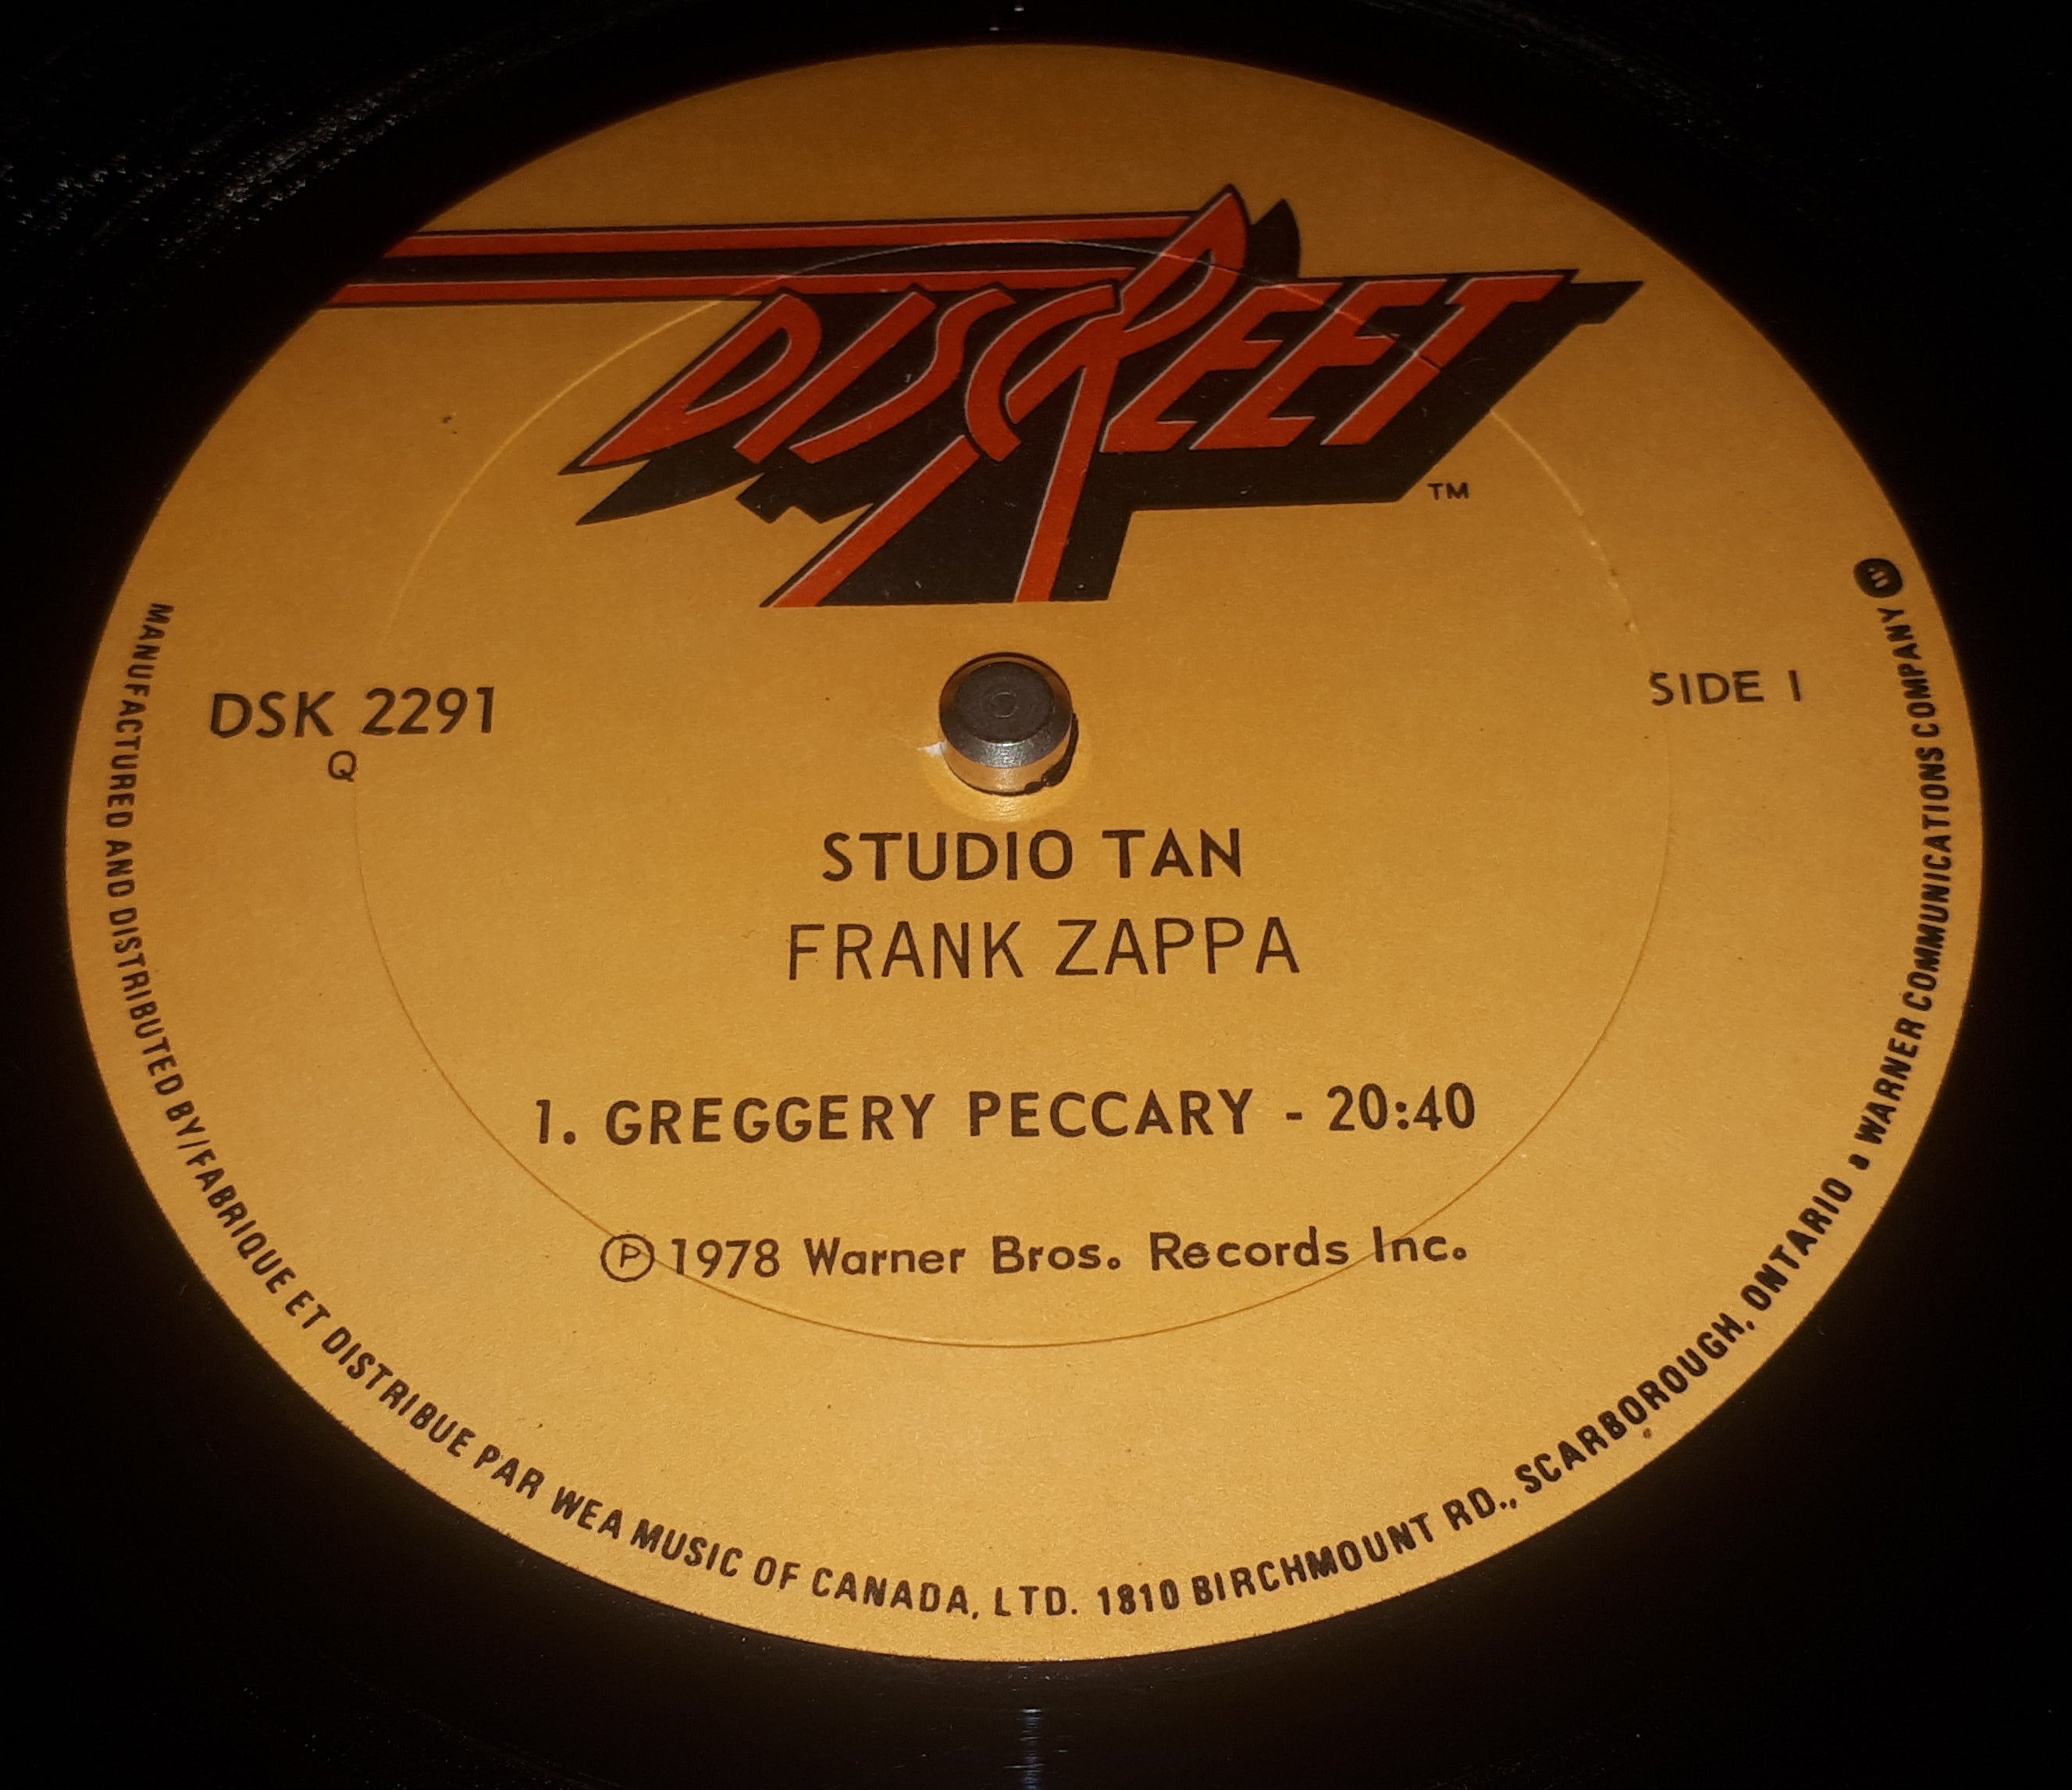 DISCREET
TM
DSK 2291
Q
SIDE 1
STUDIO TAN
FRANK ZAPPA
1. GREGGERY PECCARY - 20:40
Ⓟ 1978 Warner Bros. Records Inc.
MANUFACTURED AND DISTRIBUTED BY/FABRIQUE ET DISTRIBUE PAR WEA MUSIC OF CANADA, LTD. 1810 BIRCHMOUNT RD., SCARBOROUGH, ONTARIO a WARNER COMMUNICATIONS COMPANY